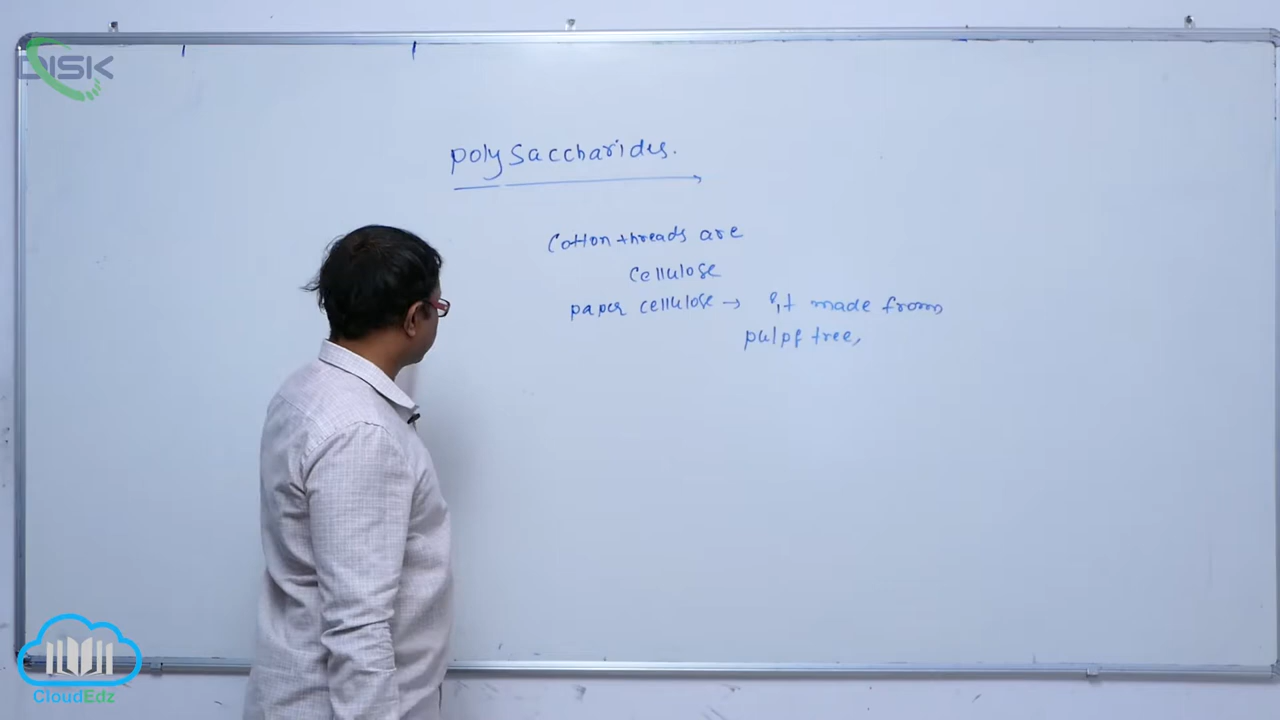 DISK
polysaccharides.
Cotton threads are
cellulose
paper cellulose → it made from
pulpf tree,
CloudEdz